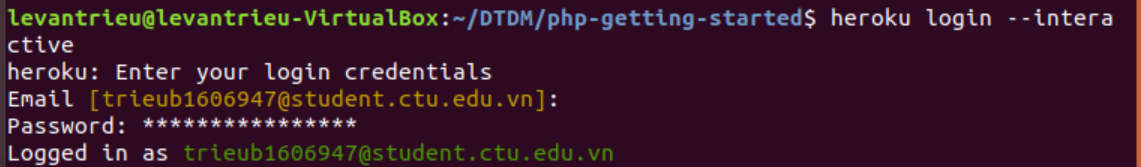 levantrieu@levantrieu-VirtualBox:~/DTDM/php-getting-started$ heroku login --intera
ctive
heroku: Enter your login credentials
Email [trieub1606947@student.ctu.edu.vn]:
Password: ****************
Logged in as trieub1606947@student.ctu.edu.vn